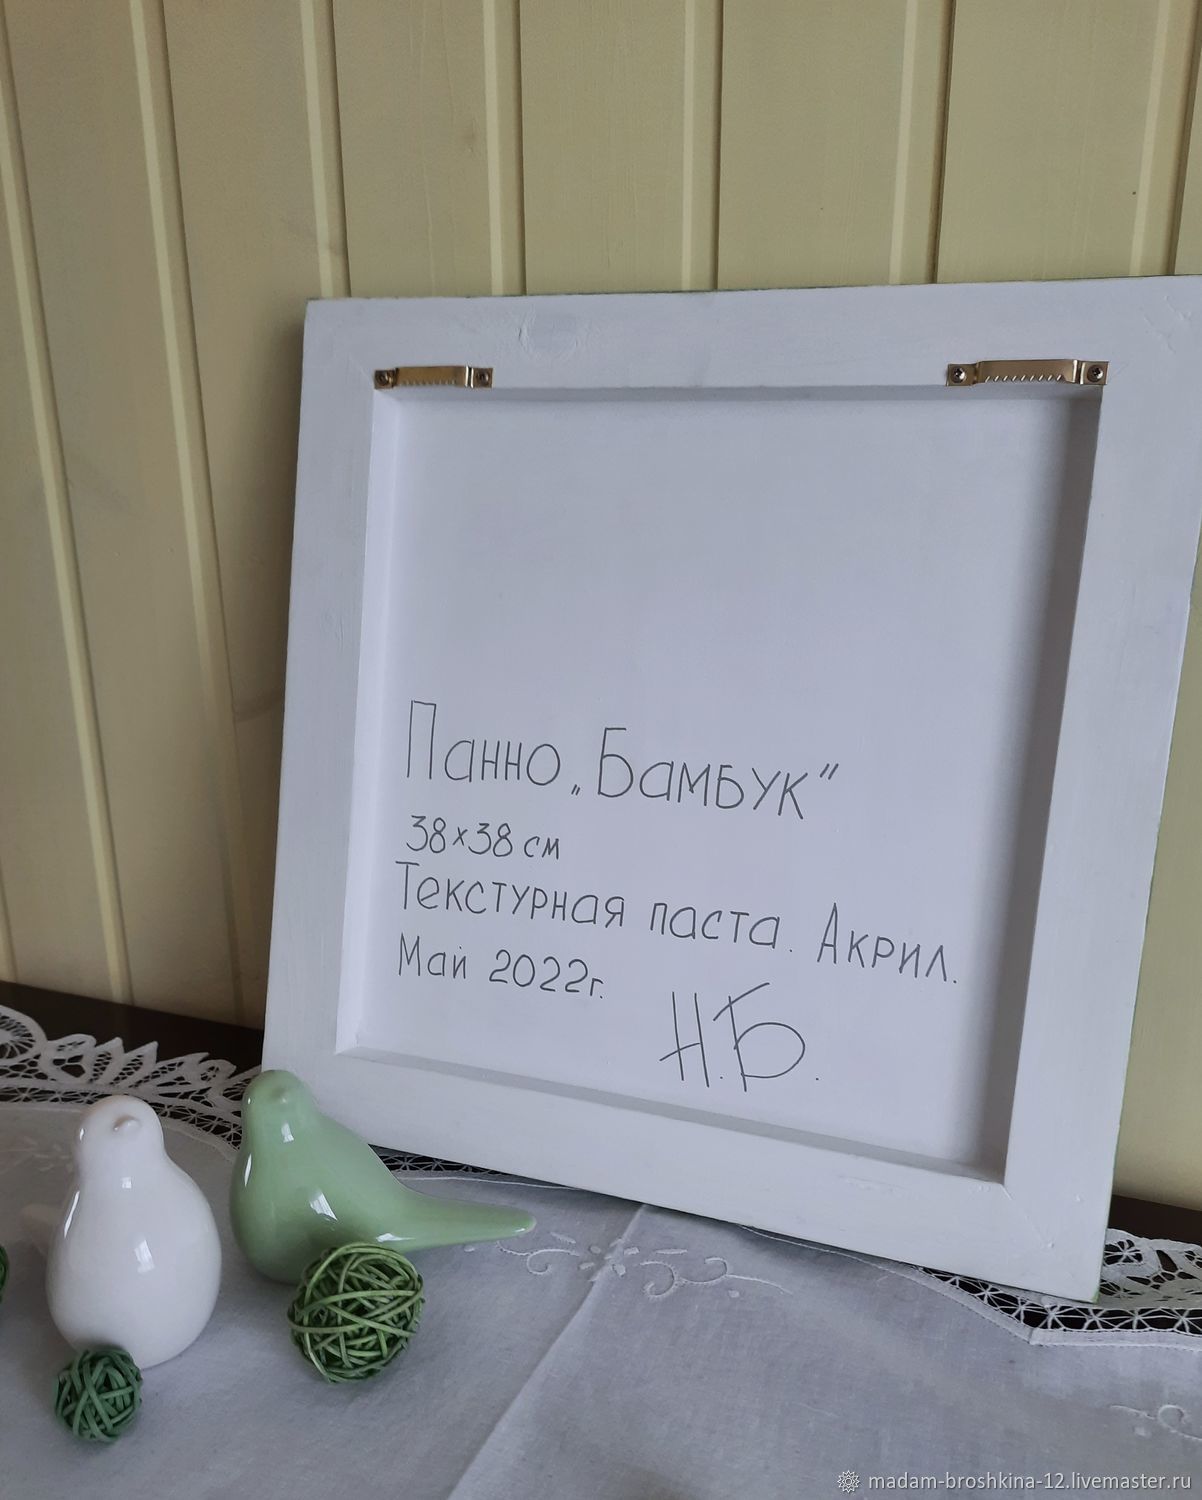 Панно „Бамбук“
38×38 см
Текстурная паста. Акрил.
Май 2022г.
Н.Б.
madam-broshkina-12.livemaster.ru